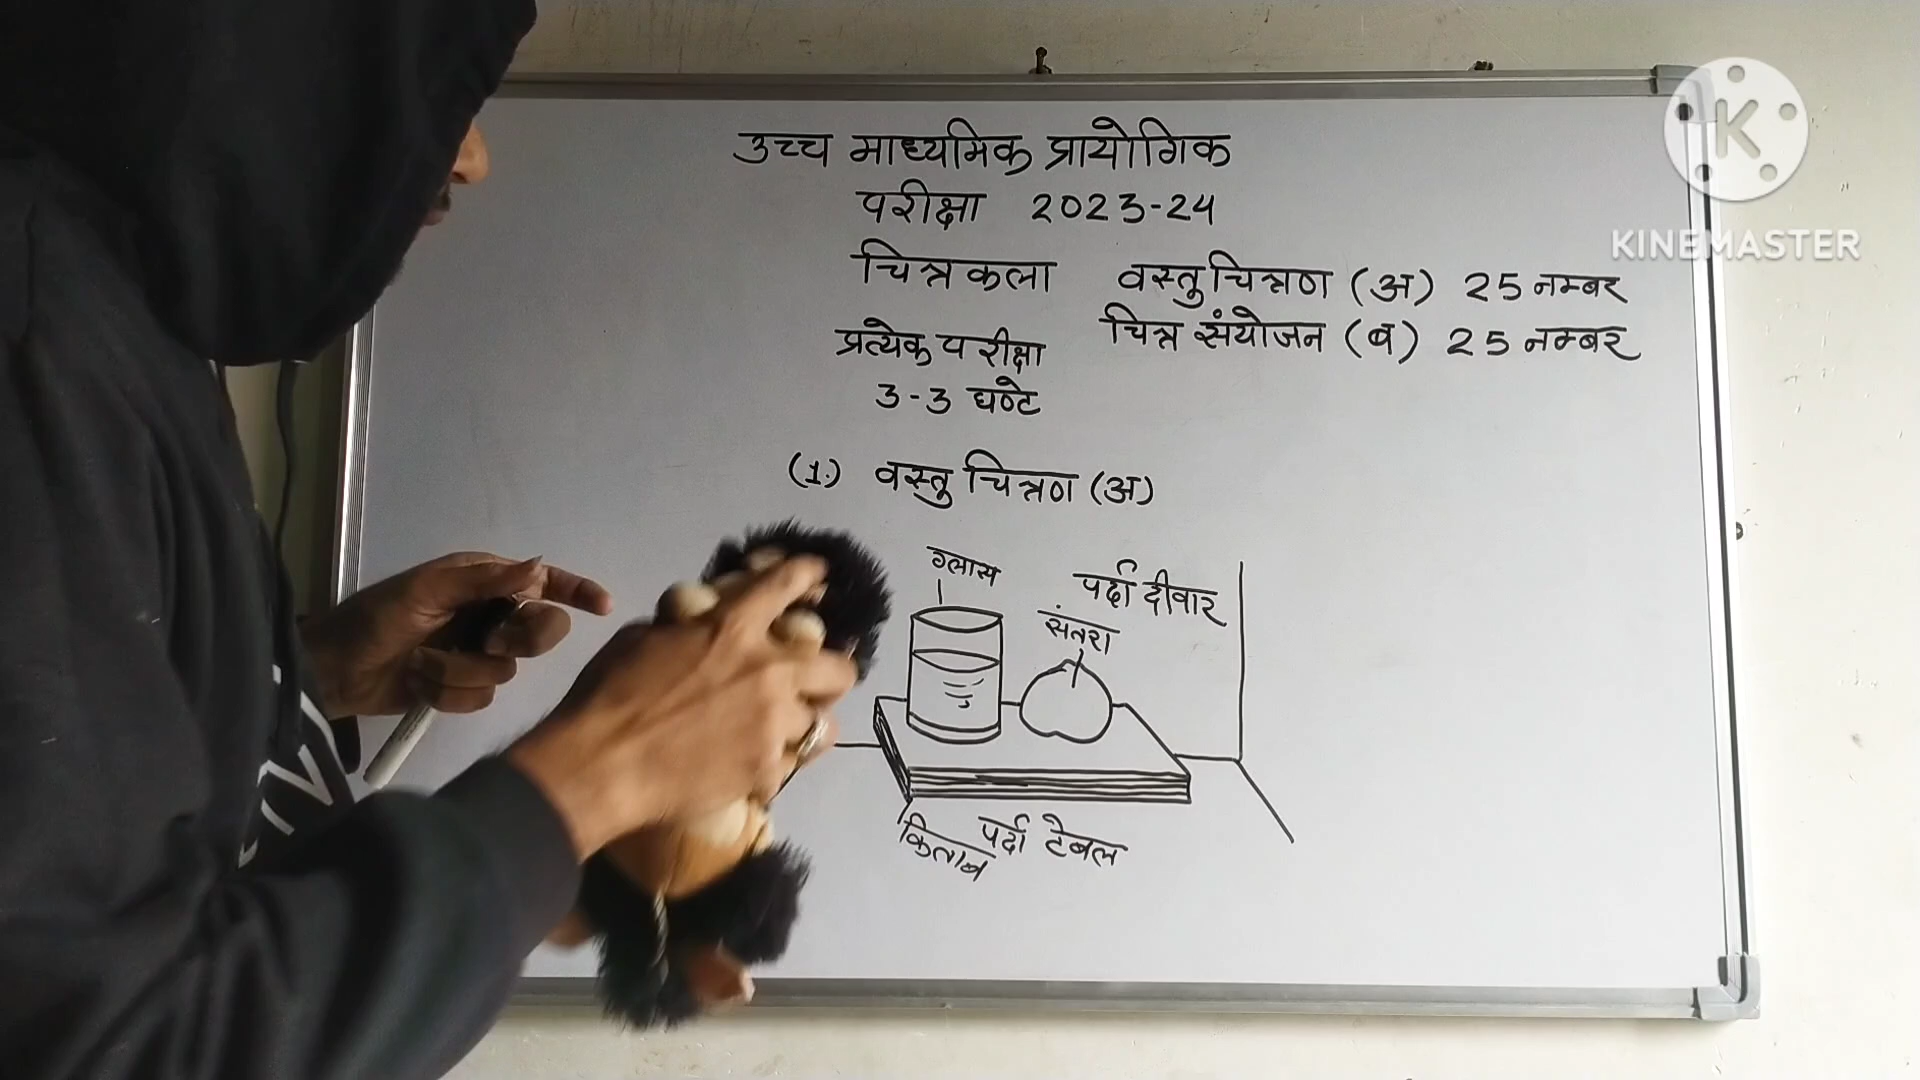 उच्च माध्यमिक प्रायोगिक
परीक्षा 2023-24
चित्रकला
वस्तु चित्रण (अ) 25 नम्बर
चित्र संयोजन (ब) 25 नम्बर
प्रत्येक परीक्षा
3-3 घण्टे
(1.) वस्तु चित्रण (अ)
ग्लास
पर्दा दीवार
संतरा
किताब
पर्दा टेबल
K
KINEMASTER